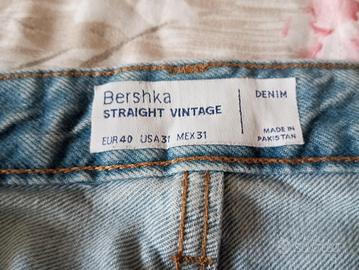 Bershka
STRAIGHT VINTAGE
EUR 40 USA 31 MEX 31
DENIM
MADE IN
PAKISTAN